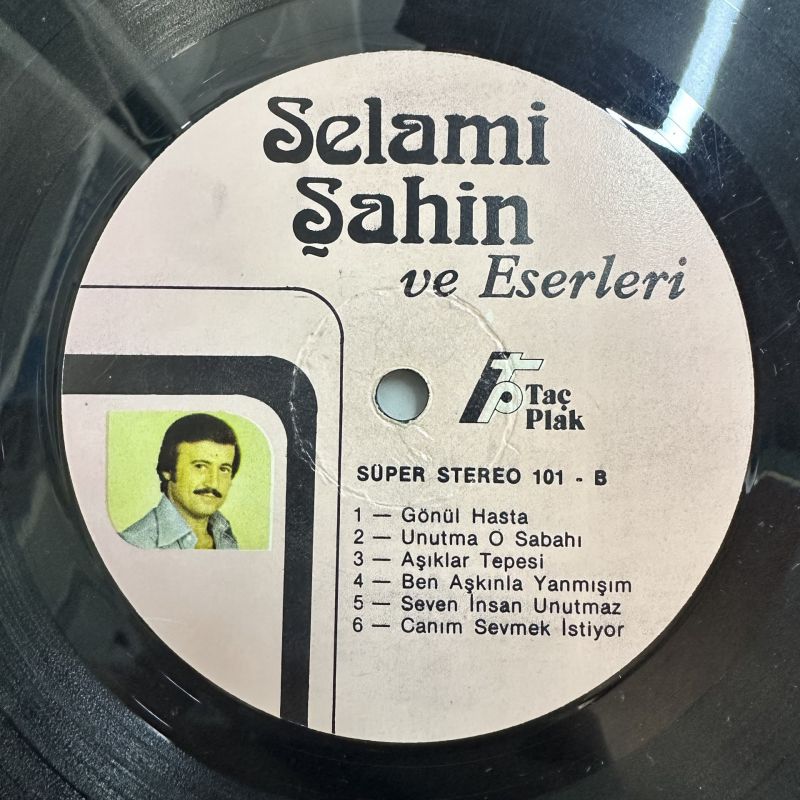 Selami
Şahin
ve Eserleri
Taç
Plak
SÜPER STEREO 101 - B
1 — Gönül Hasta
2 — Unutma O Sabahı
3 — Aşıklar Tepesi
4 — Ben Aşkınla Yanmışım
5 — Seven İnsan Unutmaz
6 — Canım Sevmek İstiyor